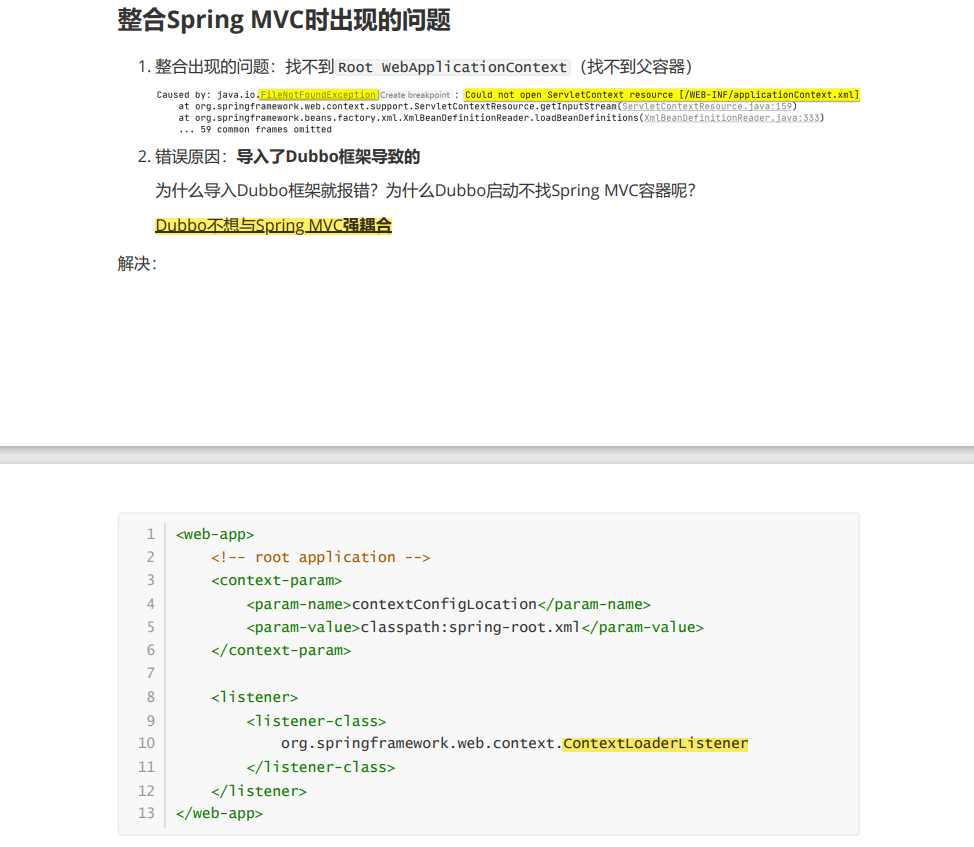 整合Spring MVC时出现的问题
1. 整合出现的问题：找不到 Root WebApplicationContext （找不到父容器）
Caused by: java.io.FileNotFoundException Create breakpoint : Could not open ServletContext resource [/WEB-INF/applicationContext.xml]
at org.springframework.web.context.support.ServletContextResource.getInputStream(ServletContextResource.java:159)
at org.springframework.beans.factory.xml.XmlBeanDefinitionReader.loadBeanDefinitions(XmlBeanDefinitionReader.java:333)
... 59 common frames omitted
2. 错误原因：导入了Dubbo框架导致的
为什么导入Dubbo框架就报错？为什么Dubbo启动不找Spring MVC容器呢？
Dubbo不想与Spring MVC强耦合
解决：
1 <web-app>
2 <!-- root application -->
3 <context-param>
4 <param-name>contextConfigLocation</param-name>
5 <param-value>classpath:spring-root.xml</param-value>
6 </context-param>
7
8 <listener>
9 <listener-class>
10 org.springframework.web.context.ContextLoaderListener
11 </listener-class>
12 </listener>
13 </web-app>